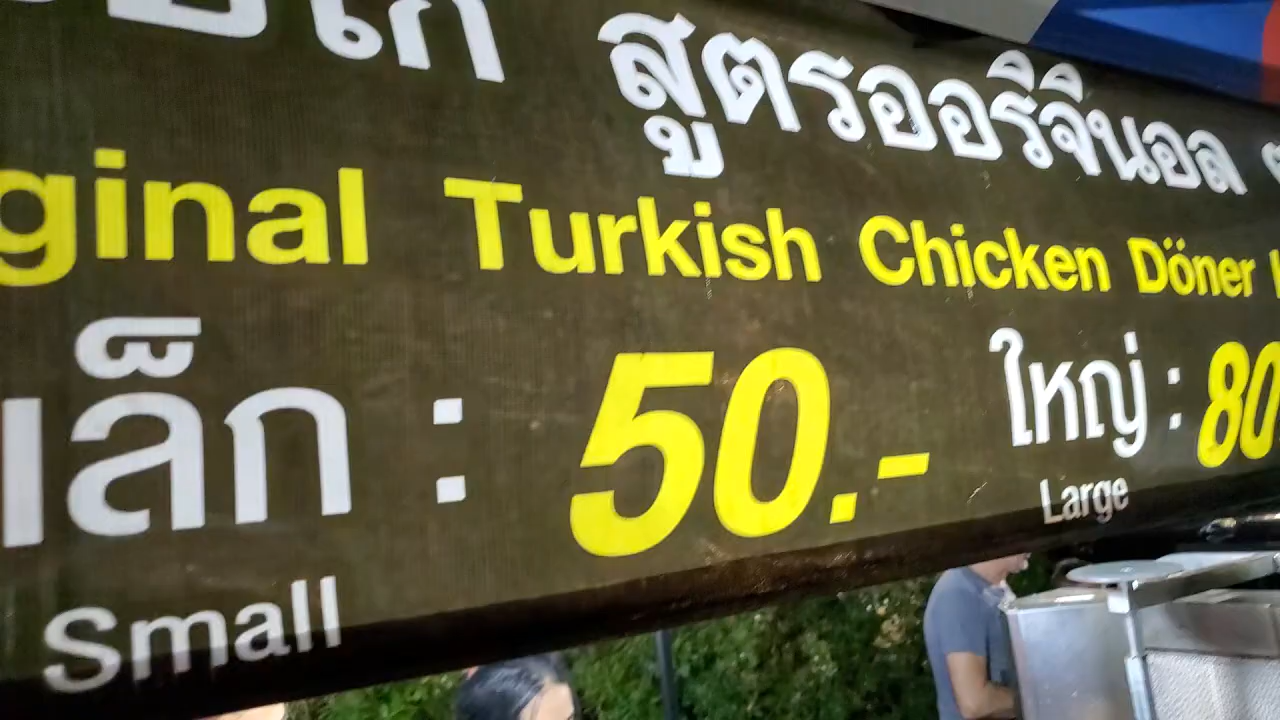 สูตรออริจินอล
ginal Turkish Chicken Döner
เล็ก : 50.- ใหญ่ : 80
Small Large